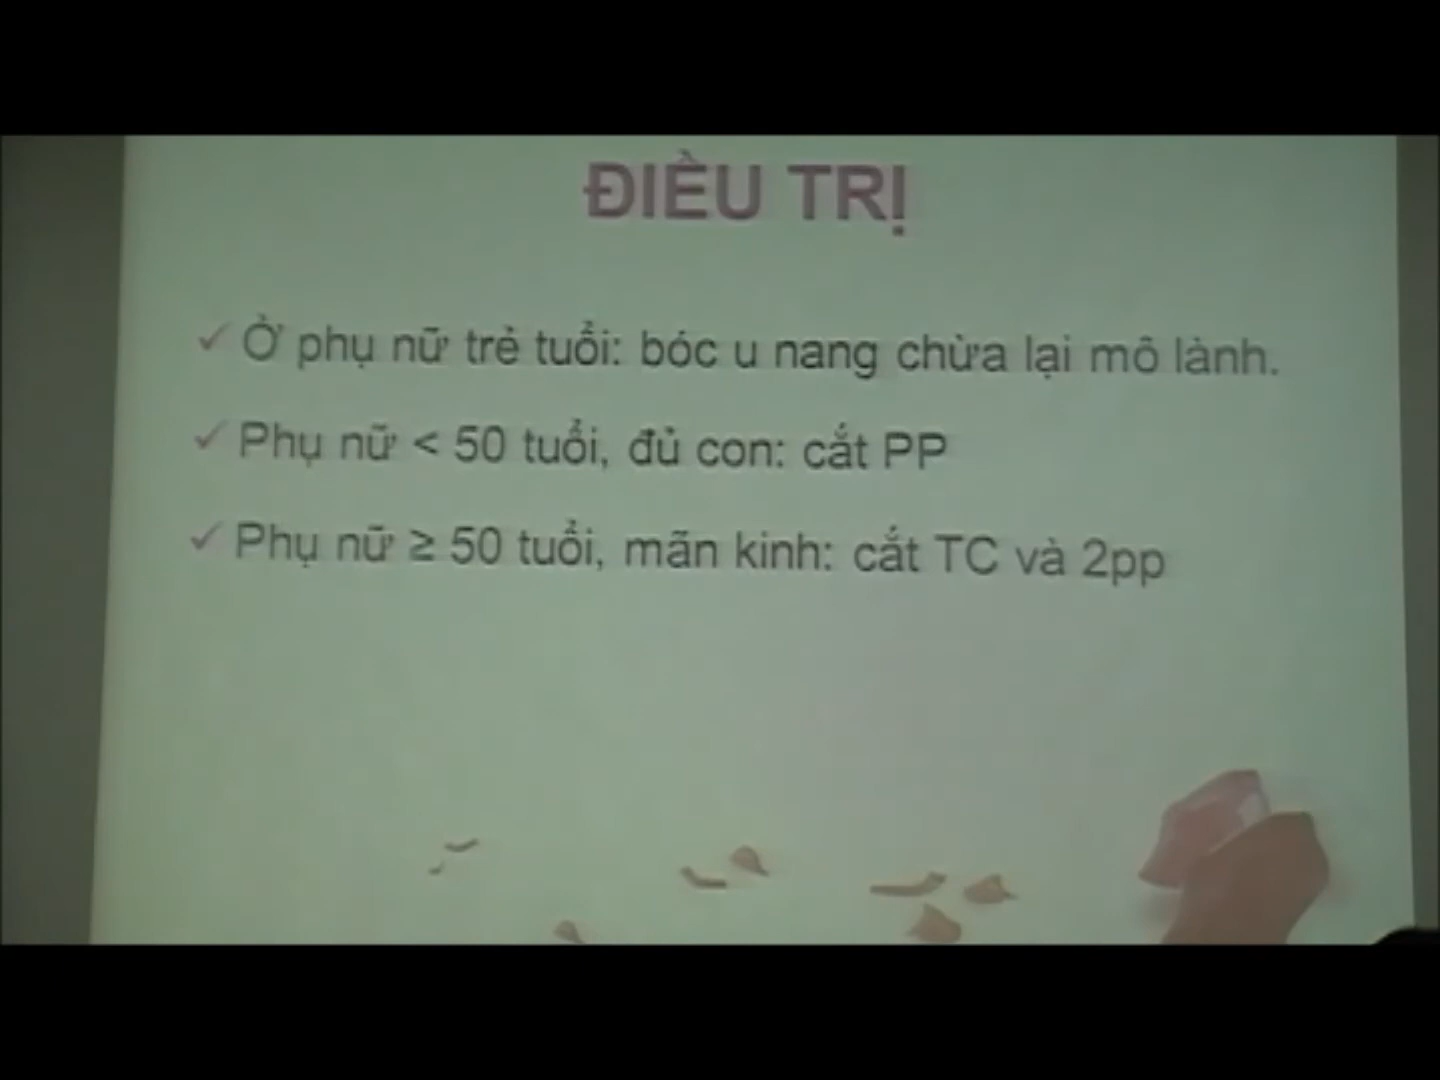 ĐIỀU TRỊ
Ở phụ nữ trẻ tuổi: bóc u nang chừa lại mô lành.
Phụ nữ < 50 tuổi, đủ con: cắt PP
Phụ nữ ≥ 50 tuổi, mãn kinh: cắt TC và 2pp